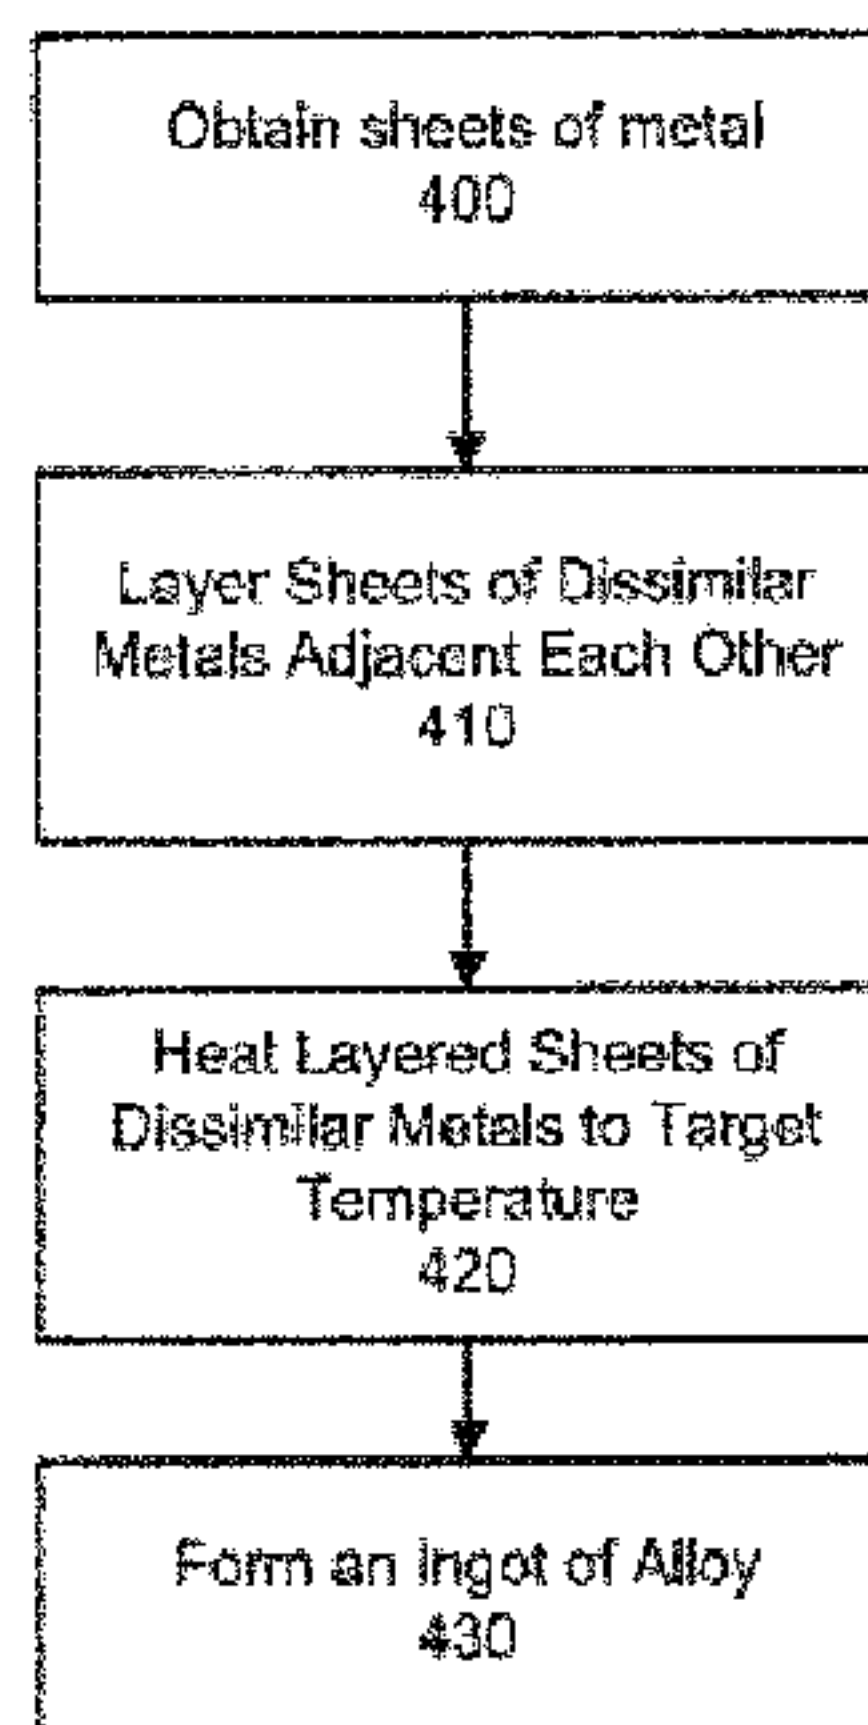 Obtain sheets of metal
400
Layer Sheets of Dissimilar
Metals Adjacent Each Other
410
Heat Layered Sheets of
Dissimilar Metals to Target
Temperature
420
Form an Ingot of Alloy
430